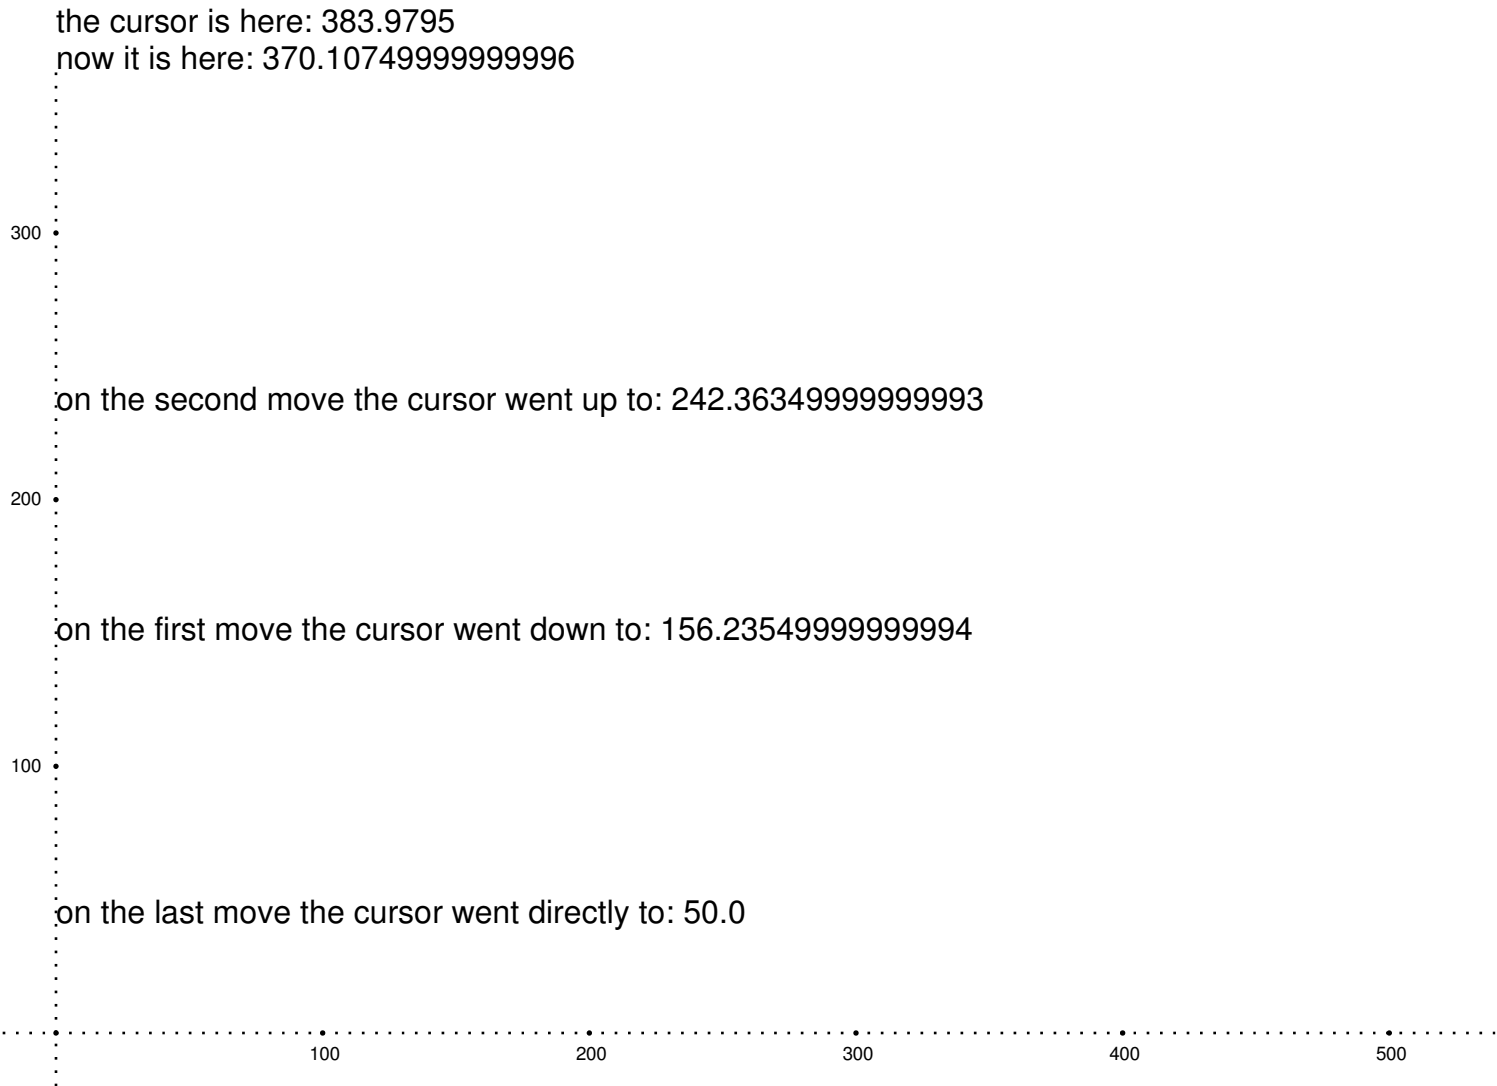 the cursor is here: 383.9795
now it is here: 370.10749999999996
300
on the second move the cursor went up to: 242.36349999999993
200
on the first move the cursor went down to: 156.23549999999994
100
on the last move the cursor went directly to: 50.0
100 200 300 400 500